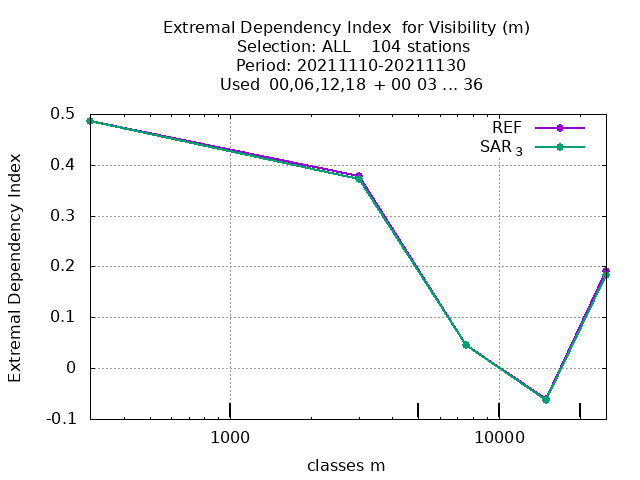 Extremal Dependency Index  for Visibility (m)
Selection: ALL    104 stations
Period: 20211110-20211130
Used  00,06,12,18  + 00 03 ... 36
REF
SAR 3
Extremal Dependency Index
0.5
0.4
0.3
0.2
0.1
0
-0.1
1000
10000
classes m